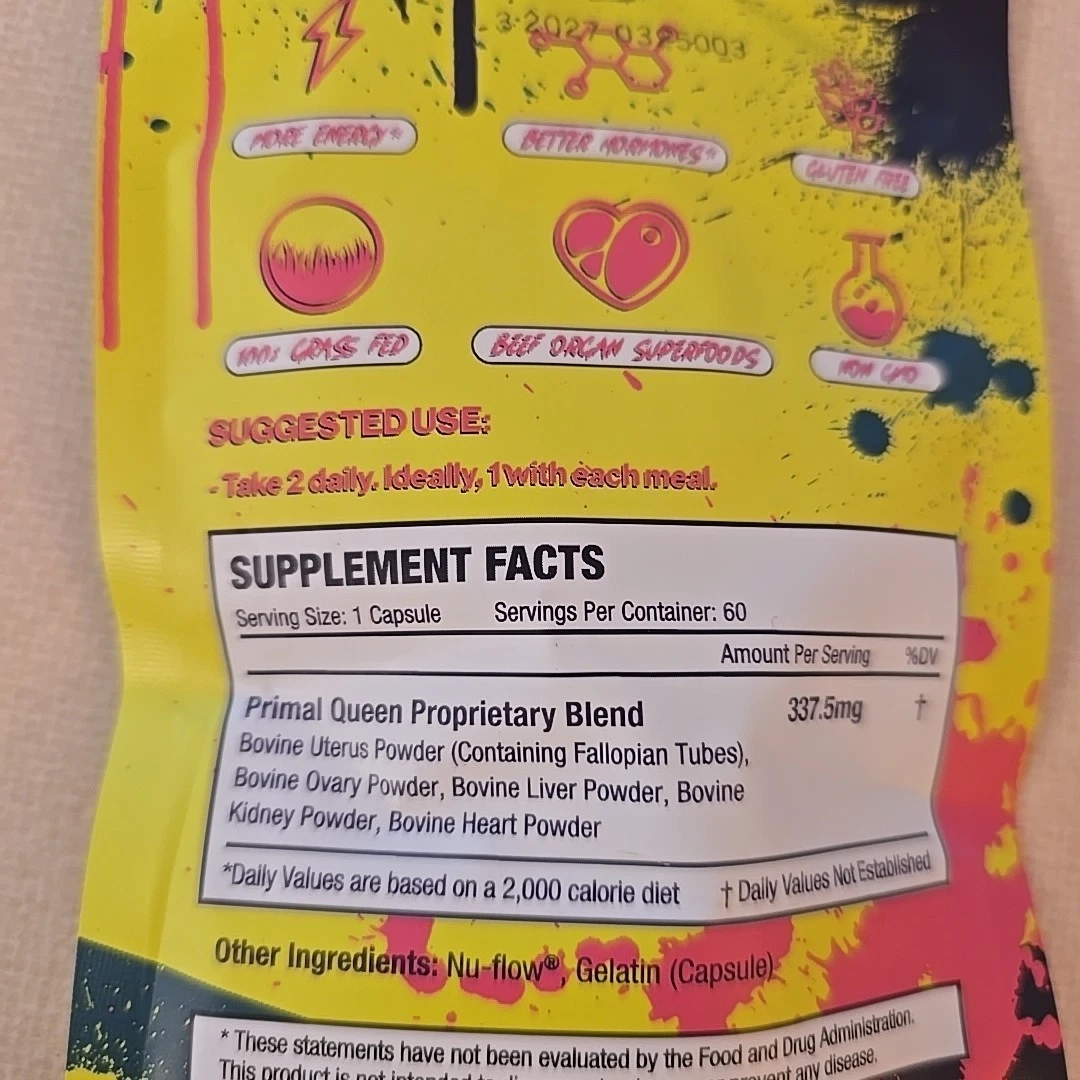 3-2027 0325003
MORE ENERGY*
BETTER HORMONES*
GLUTEN FREE
100% GRASS FED
BEEF ORGAN SUPERFOODS
NON GMO
SUGGESTED USE:
- Take 2 daily. Ideally, 1 with each meal.
SUPPLEMENT FACTS
Serving Size: 1 Capsule Servings Per Container: 60
Amount Per Serving %DV
Primal Queen Proprietary Blend 337.5mg †
Bovine Uterus Powder (Containing Fallopian Tubes),
Bovine Ovary Powder, Bovine Liver Powder, Bovine
Kidney Powder, Bovine Heart Powder
*Daily Values are based on a 2,000 calorie diet † Daily Values Not Established
Other Ingredients: Nu-flow®, Gelatin (Capsule)
* These statements have not been evaluated by the Food and Drug Administration.
This product is not any disease.